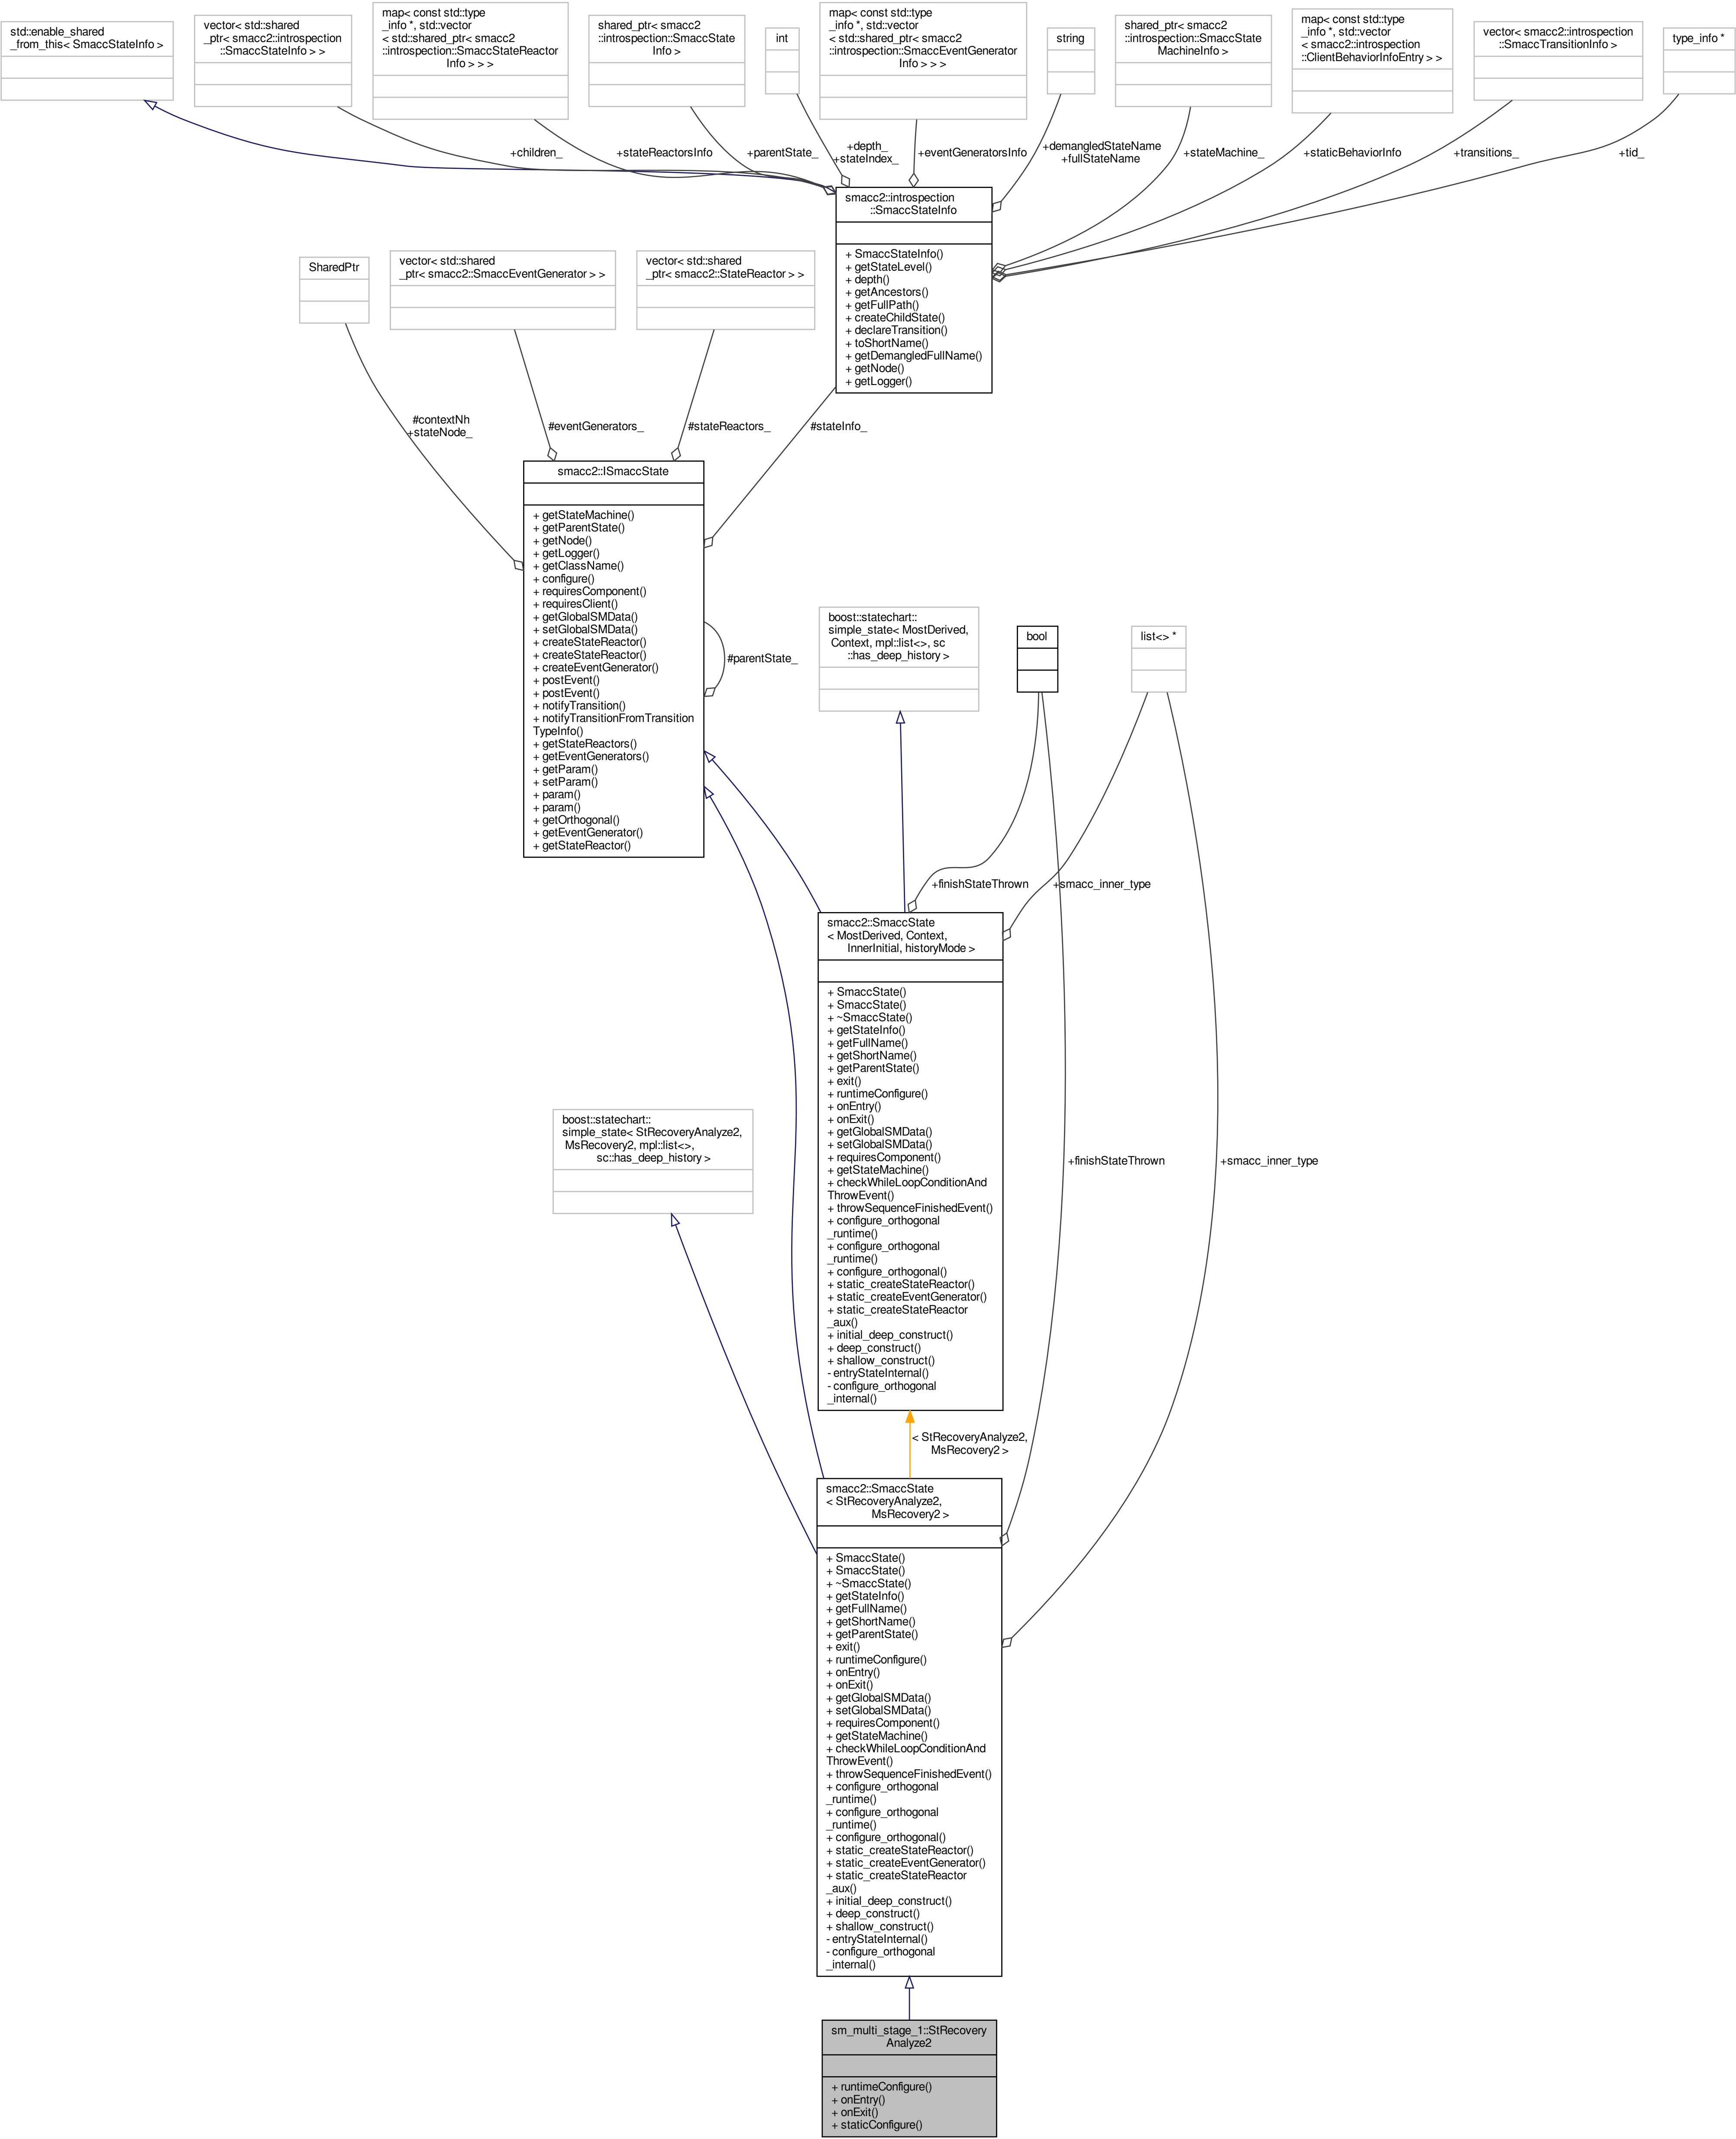 std::enable_shared
_from_this< SmaccStateInfo >
vector< std::shared
_ptr< smacc2::introspection
::SmaccStateInfo > >
map< const std::type
_info *, std::vector
< std::shared_ptr< smacc2
::introspection::SmaccStateReactor
Info > > >
shared_ptr< smacc2
::introspection::SmaccState
Info >
int
map< const std::type
_info *, std::vector
< std::shared_ptr< smacc2
::introspection::SmaccEventGenerator
Info > > >
string
shared_ptr< smacc2
::introspection::SmaccState
MachineInfo >
map< const std::type
_info *, std::vector
< smacc2::introspection
::ClientBehaviorInfoEntry > >
vector< smacc2::introspection
::SmaccTransitionInfo >
type_info *
+children_
+stateReactorsInfo
+parentState_
+depth_
+stateIndex_
+eventGeneratorsInfo
+demangledStateName
+fullStateName
+stateMachine_
+staticBehaviorInfo
+transitions_
+tid_
smacc2::introspection
::SmaccStateInfo
+ SmaccStateInfo()
+ getStateLevel()
+ depth()
+ getAncestors()
+ getFullPath()
+ createChildState()
+ declareTransition()
+ toShortName()
+ getDemangledFullName()
+ getNode()
+ getLogger()
SharedPtr
vector< std::shared
_ptr< smacc2::SmaccEventGenerator > >
vector< std::shared
_ptr< smacc2::StateReactor > >
#contextNh
+stateNode_
#eventGenerators_
#stateReactors_
#stateInfo_
smacc2::ISmaccState
+ getStateMachine()
+ getParentState()
+ getNode()
+ getLogger()
+ getClassName()
+ configure()
+ requiresComponent()
+ requiresClient()
+ getGlobalSMData()
+ setGlobalSMData()
+ createStateReactor()
+ createStateReactor()
+ createEventGenerator()
+ postEvent()
+ postEvent()
+ notifyTransition()
+ notifyTransitionFromTransition
TypeInfo()
+ getStateReactors()
+ getEventGenerators()
+ getParam()
+ setParam()
+ param()
+ param()
+ getOrthogonal()
+ getEventGenerator()
+ getStateReactor()
#parentState_
boost::statechart::
simple_state< MostDerived,
Context, mpl::list<>, sc
::has_deep_history >
bool
list<> *
+finishStateThrown
+smacc_inner_type
smacc2::SmaccState
< MostDerived, Context,
InnerInitial, historyMode >
+ SmaccState()
+ SmaccState()
+ ~SmaccState()
+ getStateInfo()
+ getFullName()
+ getShortName()
+ getParentState()
+ exit()
+ runtimeConfigure()
+ onEntry()
+ onExit()
+ getGlobalSMData()
+ setGlobalSMData()
+ requiresComponent()
+ getStateMachine()
+ checkWhileLoopConditionAnd
ThrowEvent()
+ throwSequenceFinishedEvent()
+ configure_orthogonal
_runtime()
+ configure_orthogonal
_runtime()
+ configure_orthogonal()
+ static_createStateReactor()
+ static_createEventGenerator()
+ static_createStateReactor
_aux()
+ initial_deep_construct()
+ deep_construct()
+ shallow_construct()
- entryStateInternal()
- configure_orthogonal
_internal()
boost::statechart::
simple_state< StRecoveryAnalyze2,
MsRecovery2, mpl::list<>,
sc::has_deep_history >
+finishStateThrown
+smacc_inner_type
< StRecoveryAnalyze2,
MsRecovery2 >
smacc2::SmaccState
< StRecoveryAnalyze2,
MsRecovery2 >
+ SmaccState()
+ SmaccState()
+ ~SmaccState()
+ getStateInfo()
+ getFullName()
+ getShortName()
+ getParentState()
+ exit()
+ runtimeConfigure()
+ onEntry()
+ onExit()
+ getGlobalSMData()
+ setGlobalSMData()
+ requiresComponent()
+ getStateMachine()
+ checkWhileLoopConditionAnd
ThrowEvent()
+ throwSequenceFinishedEvent()
+ configure_orthogonal
_runtime()
+ configure_orthogonal
_runtime()
+ configure_orthogonal()
+ static_createStateReactor()
+ static_createEventGenerator()
+ static_createStateReactor
_aux()
+ initial_deep_construct()
+ deep_construct()
+ shallow_construct()
- entryStateInternal()
- configure_orthogonal
_internal()
sm_multi_stage_1::StRecovery
Analyze2
+ runtimeConfigure()
+ onEntry()
+ onExit()
+ staticConfigure()